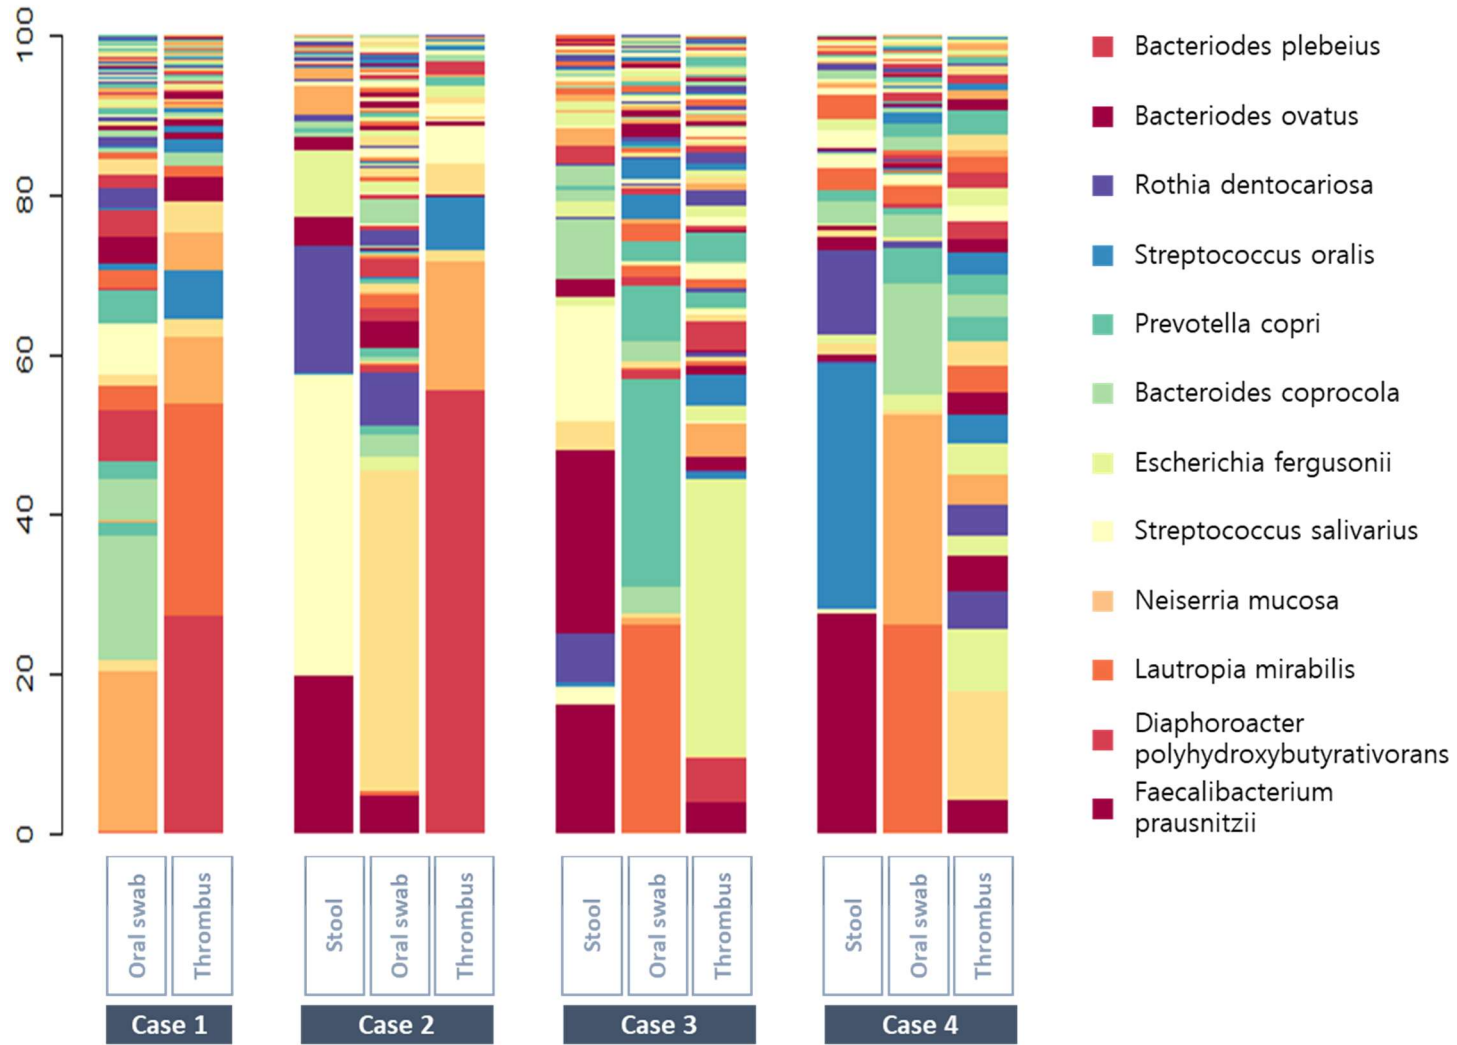 100
80
60
40
20
0
Bacteriodes plebeius
Bacteriodes ovatus
Rothia dentocariosa
Streptococcus oralis
Prevotella copri
Bacteroides coprocola
Escherichia fergusonii
Streptococcus salivarius
Neiserria mucosa
Lautropia mirabilis
Diaphoroacter
polyhydroxybutyrativorans
Faecalibacterium
prausnitzii
Oral swab
Thrombus
Stool
Oral swab
Thrombus
Stool
Oral swab
Thrombus
Stool
Oral swab
Thrombus
Case 1
Case 2
Case 3
Case 4